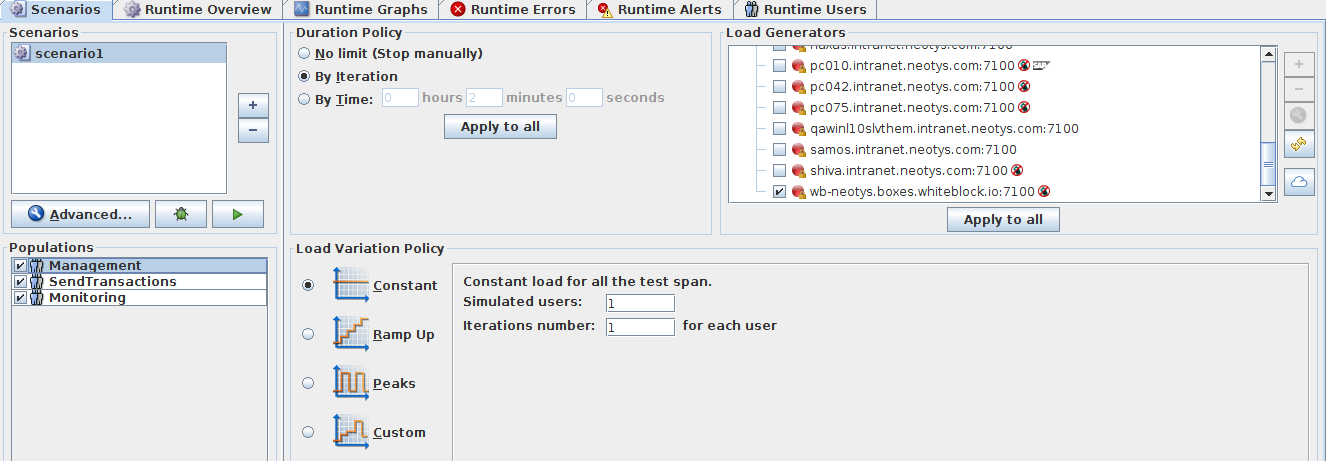 Scenarios Runtime Overview Runtime Graphs Runtime Errors Runtime Alerts Runtime Users
Scenarios
scenario1
+
−
Advanced...
Populations
Management
SendTransactions
Monitoring
Duration Policy
No limit (Stop manually)
By Iteration
By Time: 0 hours 2 minutes 0 seconds
Apply to all
Load Generators
pc010.intranet.neotys.com:7100
pc042.intranet.neotys.com:7100
pc075.intranet.neotys.com:7100
qawinl10slvthem.intranet.neotys.com:7100
samos.intranet.neotys.com:7100
shiva.intranet.neotys.com:7100
wb-neotys.boxes.whiteblock.io:7100
+
−
Apply to all
Load Variation Policy
Constant
Ramp Up
Peaks
Custom
Constant load for all the test span.
Simulated users: 1
Iterations number: 1 for each user